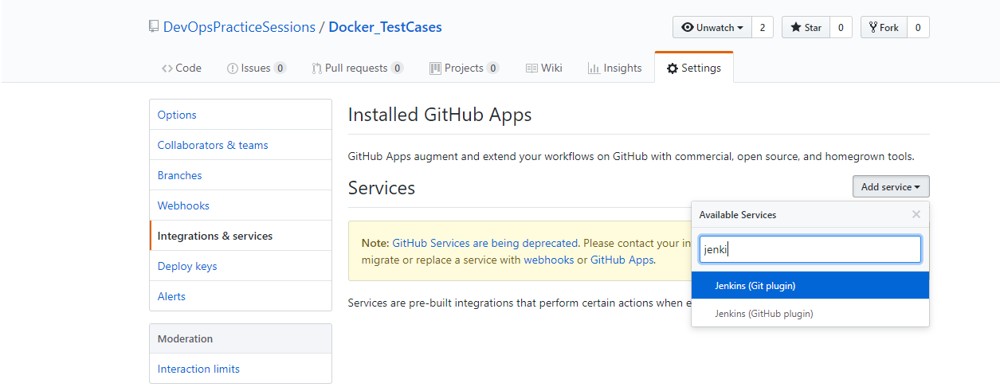 DevOpsPracticeSessions / Docker_TestCases
Unwatch 2 Star 0 Fork 0
Code Issues 0 Pull requests 0 Projects 0 Wiki Insights Settings
Options
Collaborators & teams
Branches
Webhooks
Integrations & services
Deploy keys
Alerts
Moderation
Interaction limits
Installed GitHub Apps
GitHub Apps augment and extend your workflows on GitHub with commercial, open source, and homegrown tools.
Services
Add service
Note: GitHub Services are being deprecated. Please contact your in
migrate or replace a service with webhooks or GitHub Apps.
Services are pre-built integrations that perform certain actions when e
Available Services
jenki
Jenkins (Git plugin)
Jenkins (GitHub plugin)